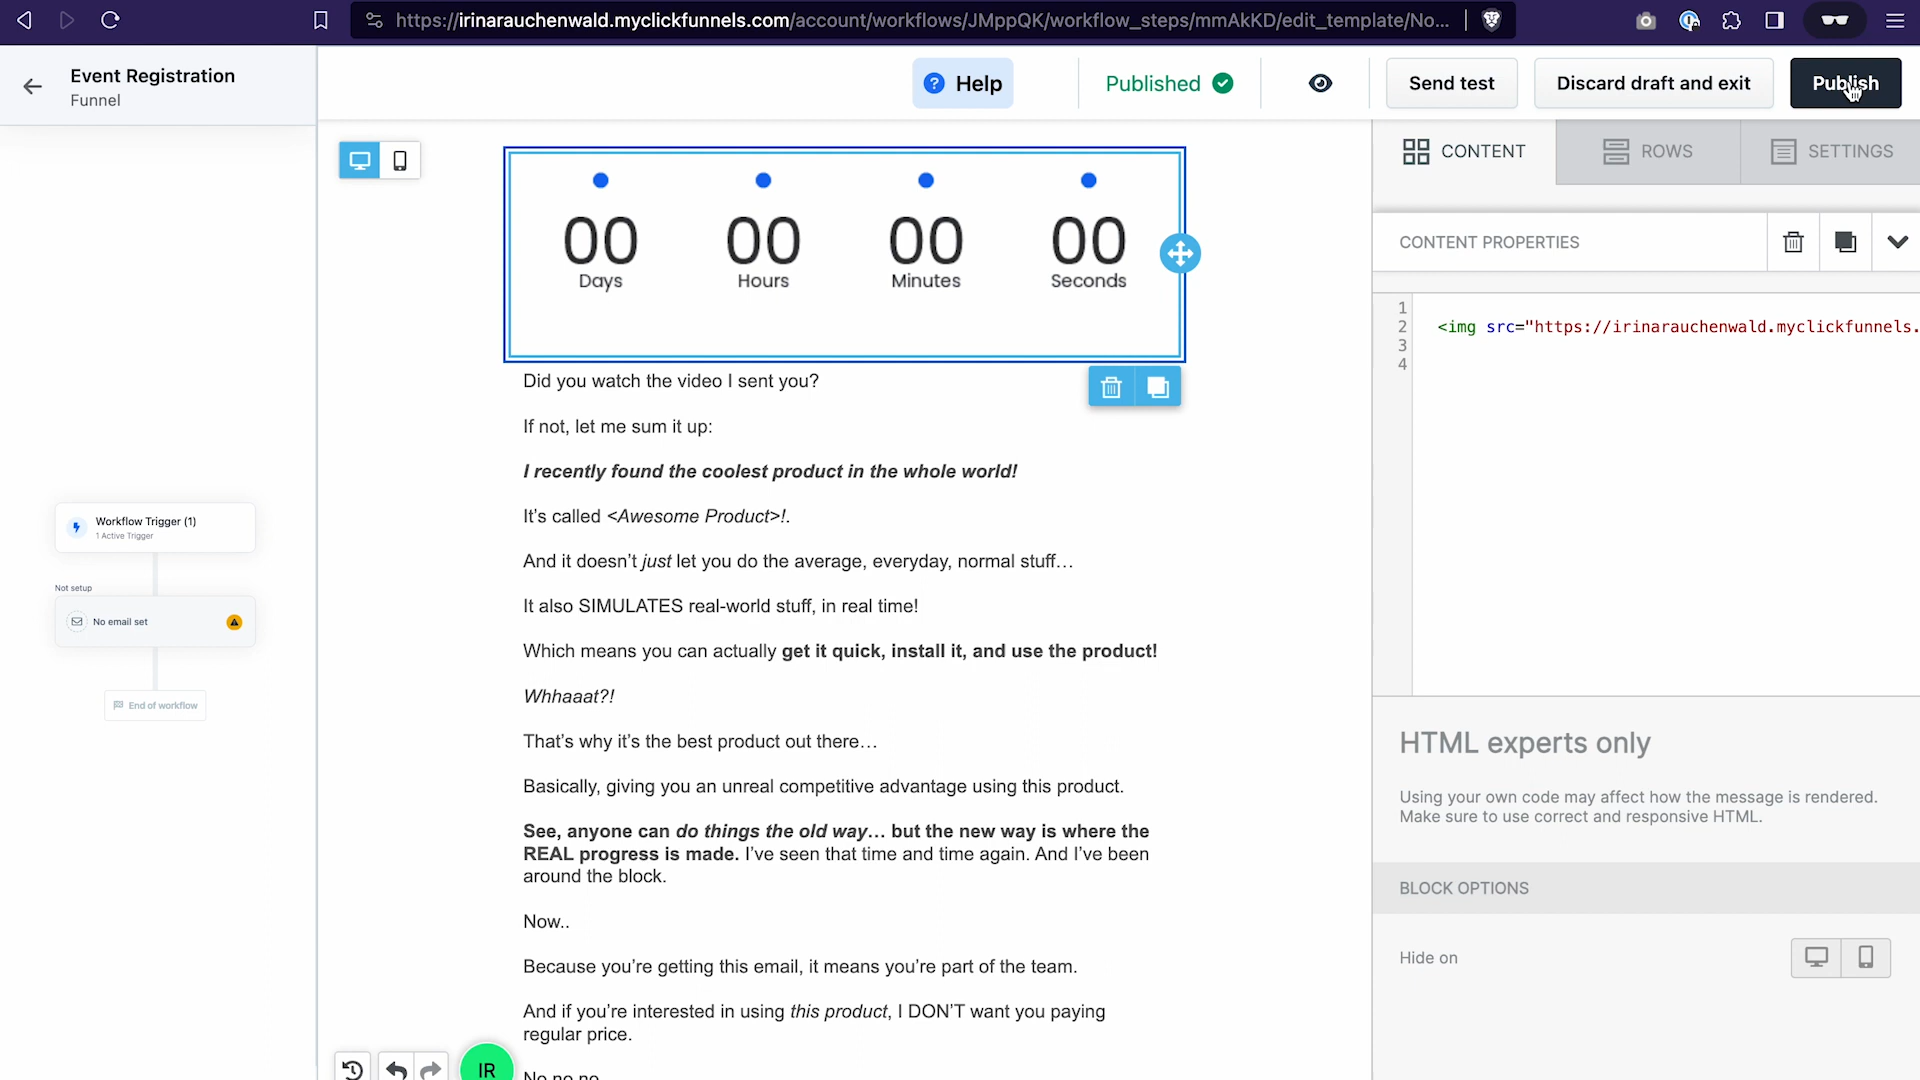 https://irinarauchenwald.myclickfunnels.com/account/workflows/JMppQK/workflow_steps/mmAkKD/edit_template/No...
Event Registration
Funnel
Help
Published
Send test
Discard draft and exit
Publish
CONTENT
ROWS
SETTINGS
00
00
00
00
Days
Hours
Minutes
Seconds
CONTENT PROPERTIES
1
2
3
4
<img src="https://irinarauchenwald.myclickfunnels.
Did you watch the video I sent you?
If not, let me sum it up:
I recently found the coolest product in the whole world!
It's called <Awesome Product>!.
And it doesn't just let you do the average, everyday, normal stuff…
It also SIMULATES real-world stuff, in real time!
Which means you can actually get it quick, install it, and use the product!
Whhaaat?!
That's why it's the best product out there…
Basically, giving you an unreal competitive advantage using this product.
See, anyone can do things the old way… but the new way is where the
REAL progress is made. I've seen that time and time again. And I've been
around the block.
Now..
Because you're getting this email, it means you're part of the team.
And if you're interested in using this product, I DON'T want you paying
regular price.
No no no
Workflow Trigger (1)
1 Active Trigger
Not setup
No email set
End of workflow
HTML experts only
Using your own code may affect how the message is rendered.
Make sure to use correct and responsive HTML.
BLOCK OPTIONS
Hide on
IR